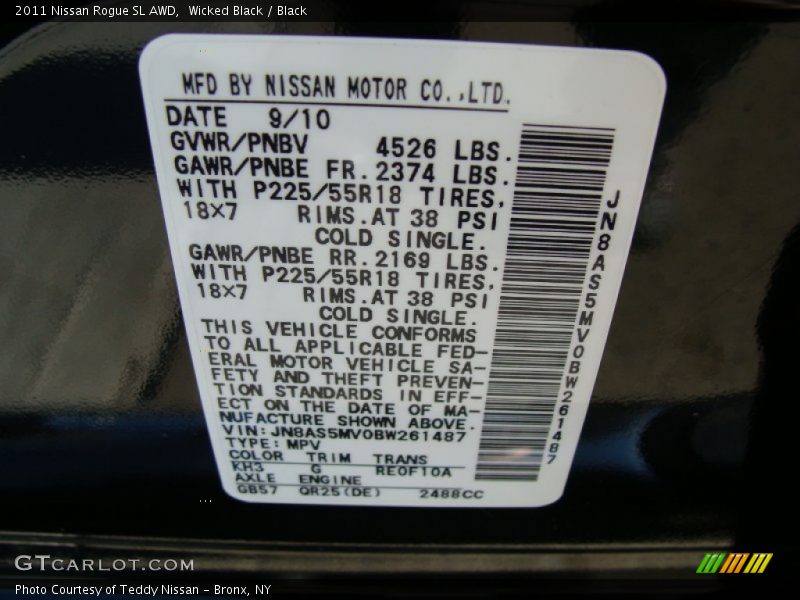 2011 Nissan Rogue SL AWD, Wicked Black / Black
MFD BY NISSAN MOTOR CO.,LTD.
DATE 9/10
GVWR/PNBV 4526 LBS.
GAWR/PNBE FR. 2374 LBS.
WITH P225/55R18 TIRES,
18×7 RIMS.AT 38 PSI
COLD SINGLE.
GAWR/PNBE RR. 2169 LBS.
WITH P225/55R18 TIRES,
18×7 RIMS.AT 38 PSI
COLD SINGLE.
THIS VEHICLE CONFORMS
TO ALL APPLICABLE FED-
ERAL MOTOR VEHICLE SA-
FETY AND THEFT PREVEN-
TION STANDARDS IN EFF-
ECT ON THE DATE OF MA-
NUFACTURE SHOWN ABOVE.
VIN:JN8AS5MV0BW261487
TYPE:MPV
COLOR TRIM TRANS
KH3 G RE0F10A
AXLE ENGINE
GB57 QR25(DE) 2488CC
JN8AS5MV0BW261487
GTCARLOT.COM
Photo Courtesy of Teddy Nissan - Bronx, NY